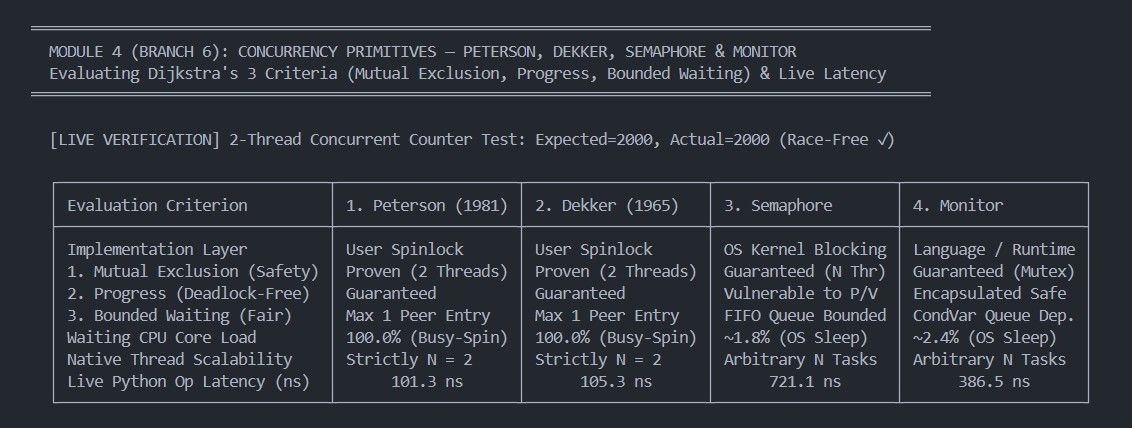 MODULE 4 (BRANCH 6): CONCURRENCY PRIMITIVES — PETERSON, DEKKER, SEMAPHORE & MONITOR
Evaluating Dijkstra's 3 Criteria (Mutual Exclusion, Progress, Bounded Waiting) & Live Latency
[LIVE VERIFICATION] 2-Thread Concurrent Counter Test: Expected=2000, Actual=2000 (Race-Free ✓)
Evaluation Criterion 1. Peterson (1981) 2. Dekker (1965) 3. Semaphore 4. Monitor
Implementation Layer User Spinlock User Spinlock OS Kernel Blocking Language / Runtime
1. Mutual Exclusion (Safety) Proven (2 Threads) Proven (2 Threads) Guaranteed (N Thr) Guaranteed (Mutex)
2. Progress (Deadlock-Free) Guaranteed Guaranteed Vulnerable to P/V Encapsulated Safe
3. Bounded Waiting (Fair) Max 1 Peer Entry Max 1 Peer Entry FIFO Queue Bounded CondVar Queue Dep.
Waiting CPU Core Load 100.0% (Busy-Spin) 100.0% (Busy-Spin) ~1.8% (OS Sleep) ~2.4% (OS Sleep)
Native Thread Scalability Strictly N = 2 Strictly N = 2 Arbitrary N Tasks Arbitrary N Tasks
Live Python Op Latency (ns) 101.3 ns 105.3 ns 721.1 ns 386.5 ns